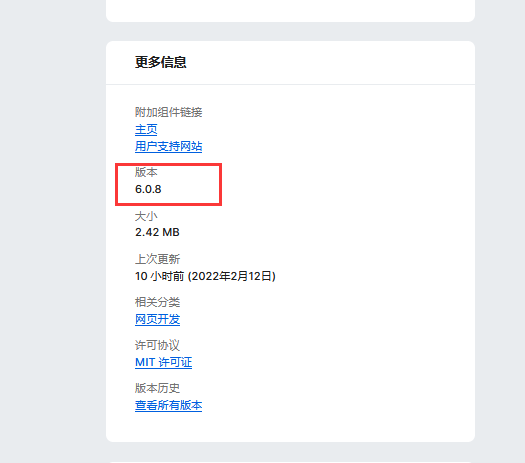 更多信息
附加组件链接
主页
用户支持网站
版本
6.0.8
大小
2.42 MB
上次更新
10 小时前 (2022年2月12日)
相关分类
网页开发
许可协议
MIT 许可证
版本历史
查看所有版本